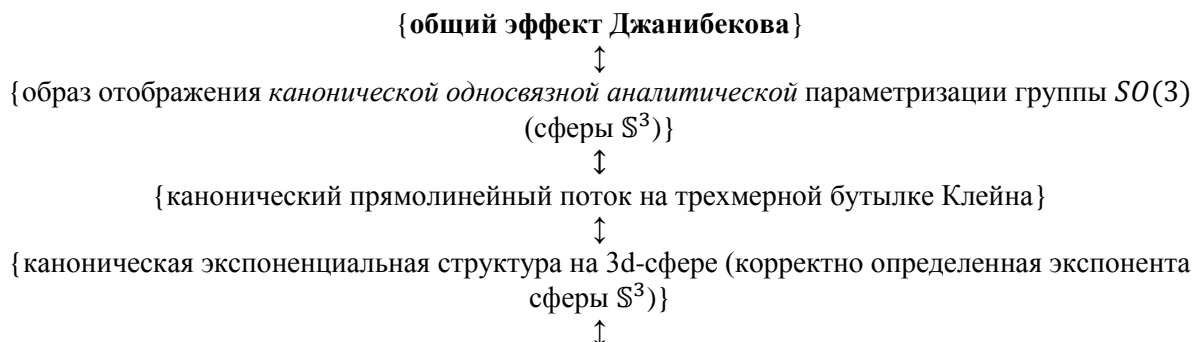 {общий эффект Джанибекова}
↕
{образ отображения канонической односвязной аналитической параметризации группы 𝑆𝑂(3)
(сферы 𝕊³)}
↕
{канонический прямолинейный поток на трехмерной бутылке Клейна}
↕
{каноническая экспоненциальная структура на 3d-сфере (корректно определенная экспонента
сферы 𝕊³)}
↕